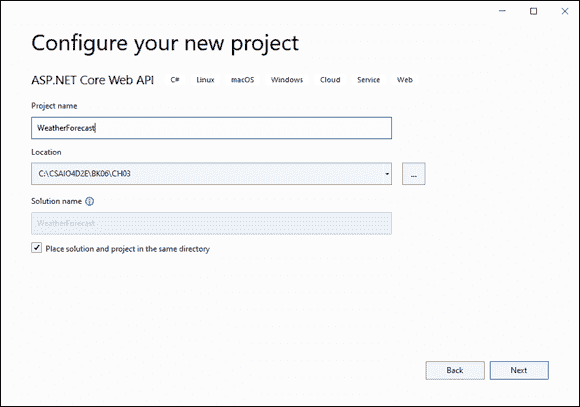 Configure your new project
ASP.NET Core Web API C# Linux macOS Windows Cloud Service Web
Project name
WeatherForecast
Location
C:\CSAIO4D2E\BK06\CH03
...
Solution name
WeatherForecast
Place solution and project in the same directory
Back Next